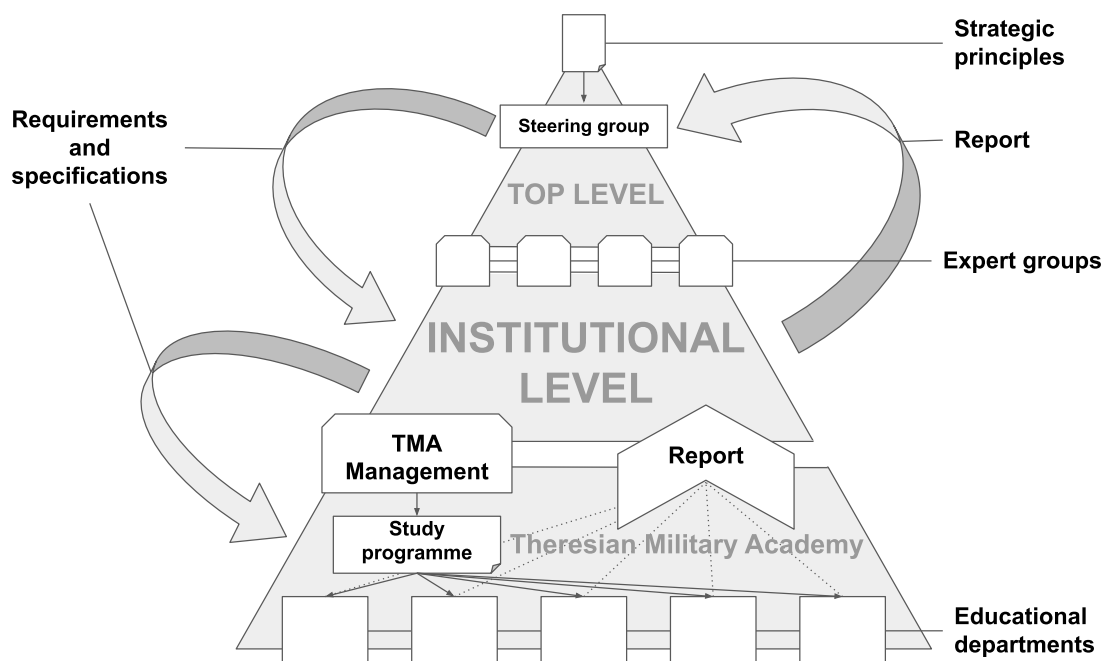 Strategic
principles
Requirements
and
specifications
Steering group
Report
TOP LEVEL
Expert groups
INSTITUTIONAL
LEVEL
TMA
Management
Report
Study
programme
Theresian Military Academy
Educational
departments